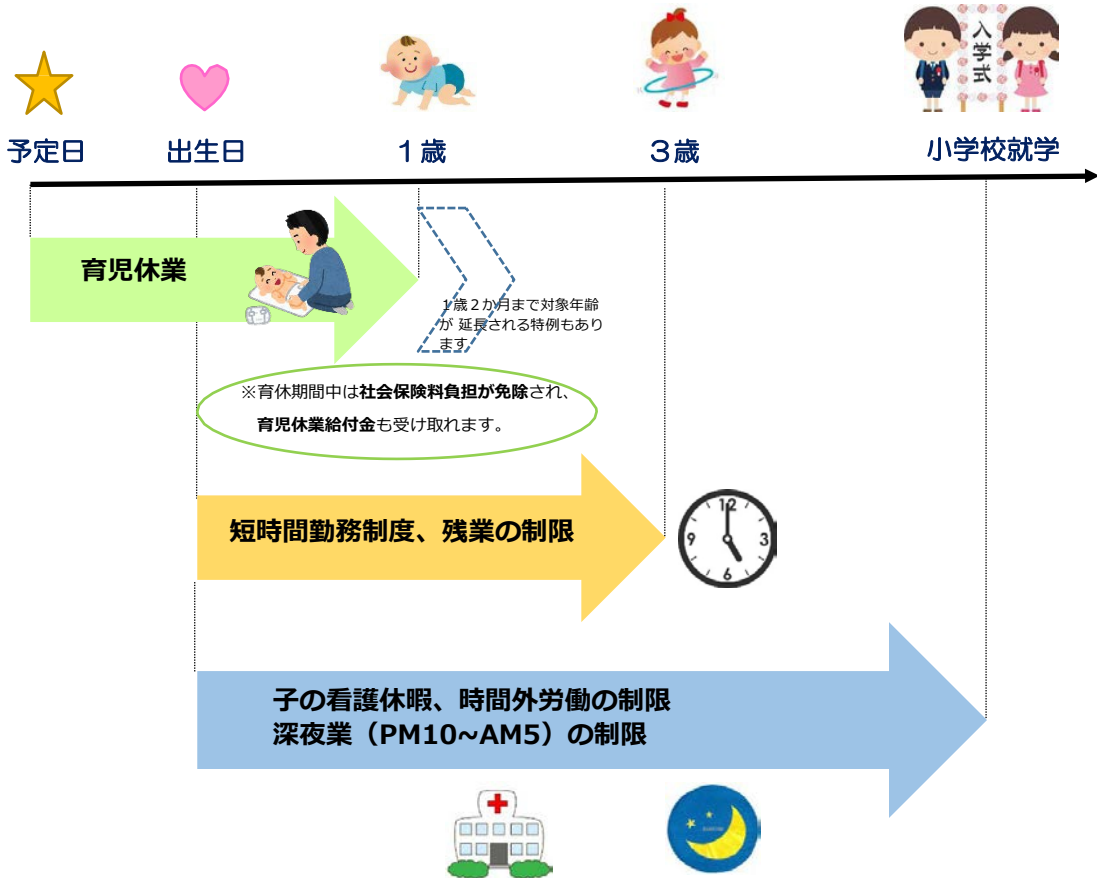 入学式
予定日
出生日
1歳
3歳
小学校就学
育児休業
1歳2か月まで対象年齢
が 延長される特例もあり
ます
※育休期間中は社会保険料負担が免除され、
育児休業給付金も受け取れます。
短時間勤務制度、残業の制限
12
9
3
6
子の看護休暇、時間外労働の制限
深夜業（PM10~AM5）の制限